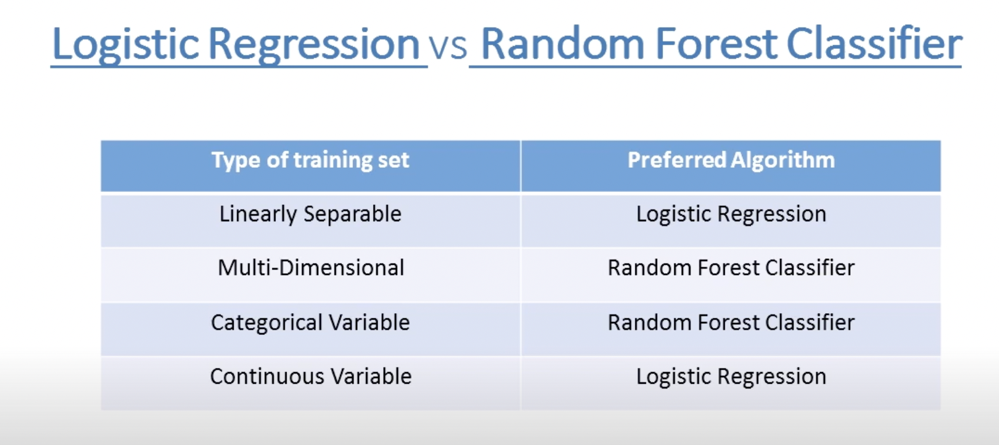 Logistic Regression vs Random Forest Classifier
Type of training set Preferred Algorithm
Linearly Separable Logistic Regression
Multi-Dimensional Random Forest Classifier
Categorical Variable Random Forest Classifier
Continuous Variable Logistic Regression